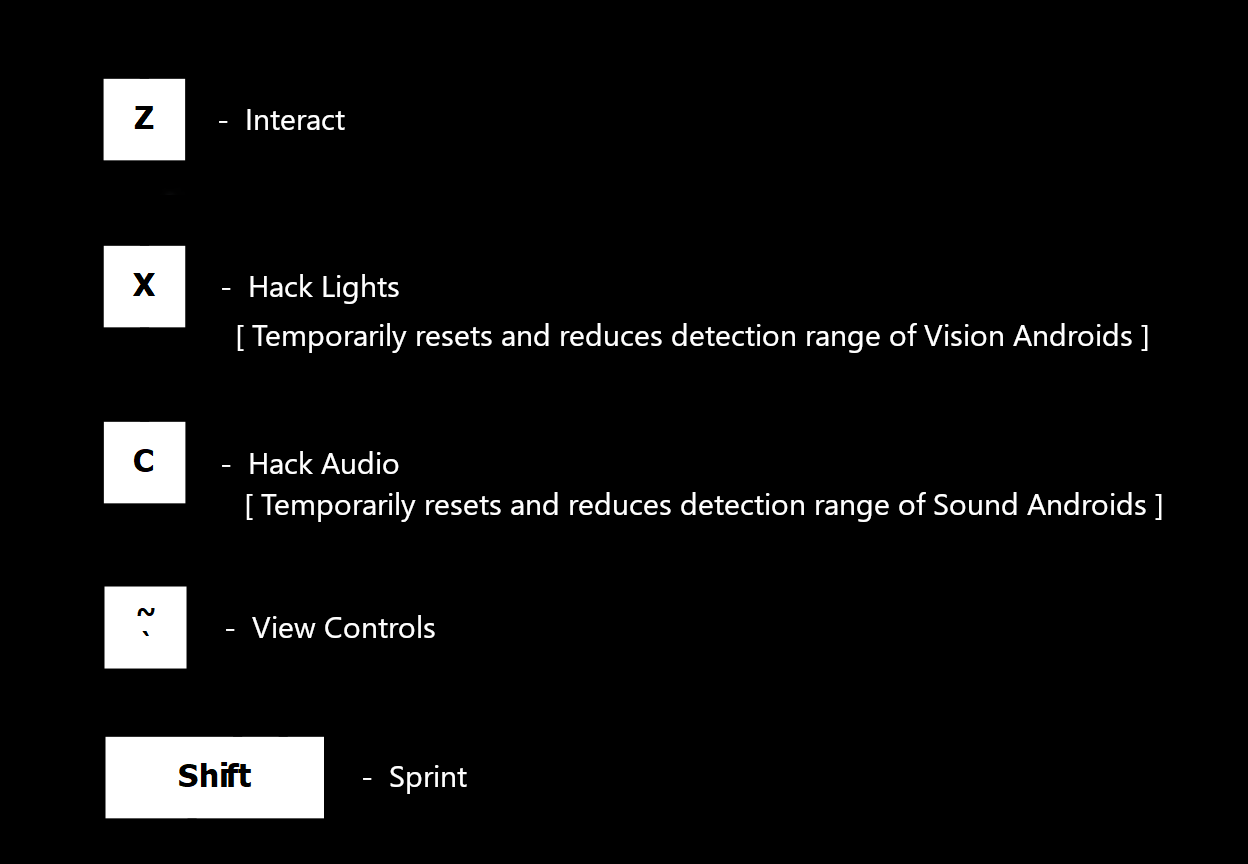 Z - Interact
X - Hack Lights
[ Temporarily resets and reduces detection range of Vision Androids ]
C - Hack Audio
[ Temporarily resets and reduces detection range of Sound Androids ]
~
` - View Controls
Shift - Sprint